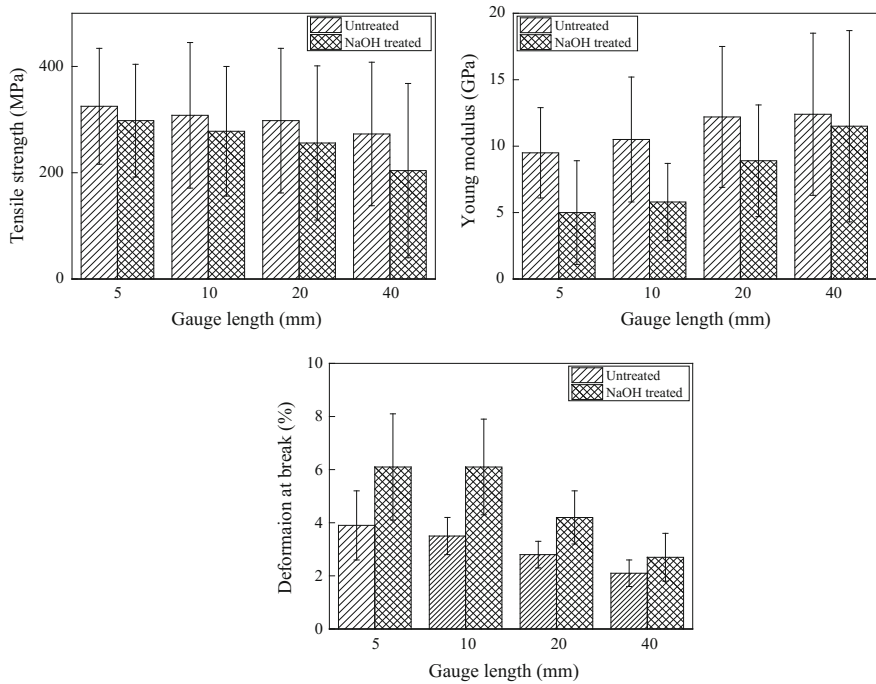 Untreated
NaOH treated
400
200
0
5 10 20 40
Gauge length (mm)
Tensile strength (MPa)
Untreated
NaOH treated
20
15
10
5
0
5 10 20 40
Gauge length (mm)
Young modulus (GPa)
Untreated
NaOH treated
10
8
6
4
2
0
5 10 20 40
Gauge length (mm)
Deformaion at break (%)